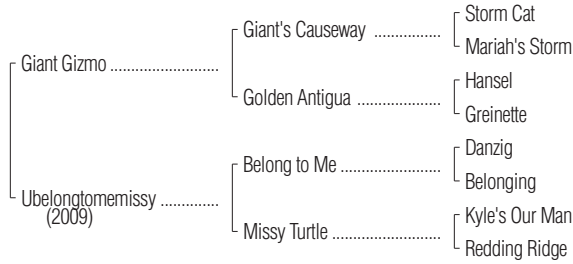 Storm Cat
Giant's Causeway ................
Mariah's Storm
Giant Gizmo ......................
Hansel
Golden Antigua .................
Greinette
Danzig
Belong to Me ....................
Belonging
Ubelongtomemissy ............
(2009)
Kyle's Our Man
Missy Turtle ......................
Redding Ridge